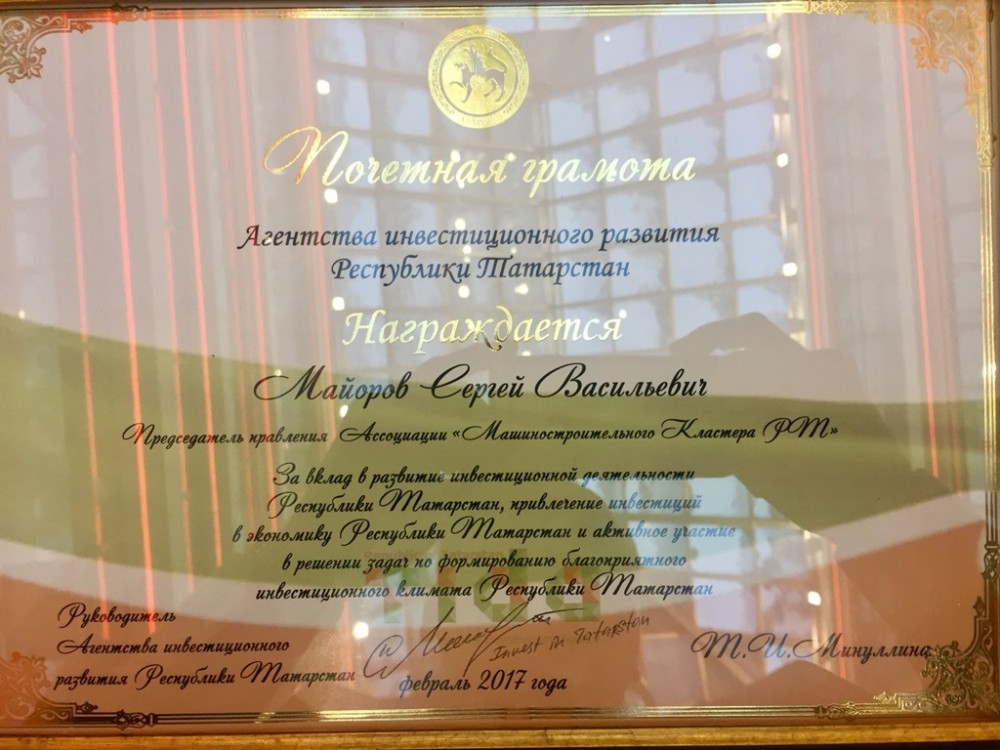 Почетная грамота
Агентства инвестиционного развития
Республики Татарстан
Награждается
Майоров Сергей Васильевич
Председатель правления Ассоциации «Машиностроительного Кластера РТ»
За вклад в развитие инвестиционной деятельности
Республики Татарстан, привлечение инвестиций
в экономику Республики Татарстан и активное участие
в решении задач по формированию благоприятного
инвестиционного климата Республики Татарстан
Руководитель
Агентства инвестиционного
развития Республики Татарстан
Invest in Tatarstan
Т.И.Минуллина
февраль 2017 года